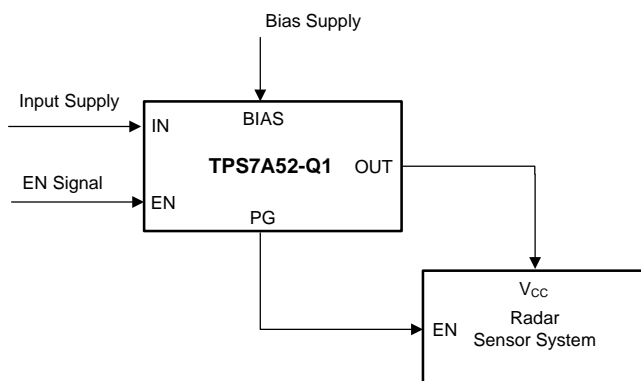 Bias Supply
Input Supply
IN
BIAS
TPS7A52-Q1
OUT
EN Signal
EN
PG
VCC
EN
Radar
Sensor System